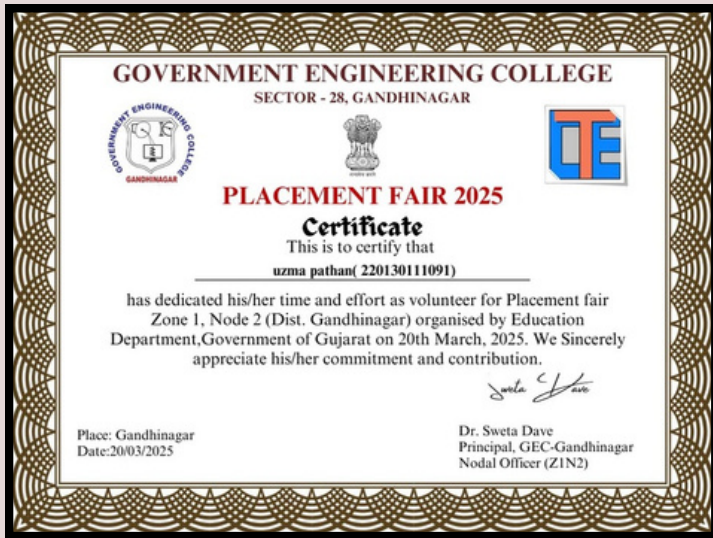 GOVERNMENT ENGINEERING COLLEGE
SECTOR - 28, GANDHINAGAR
GOVERNMENT ENGINEERING COLLEGE
GANDHINAGAR
CTE
PLACEMENT FAIR 2025
Certificate
This is to certify that
uzma pathan( 220130111091)
has dedicated his/her time and effort as volunteer for Placement fair
Zone 1, Node 2 (Dist. Gandhinagar) organised by Education
Department,Government of Gujarat on 20th March, 2025. We Sincerely
appreciate his/her commitment and contribution.
Sweta Dave
Place: Gandhinagar
Date:20/03/2025
Dr. Sweta Dave
Principal, GEC-Gandhinagar
Nodal Officer (Z1N2)